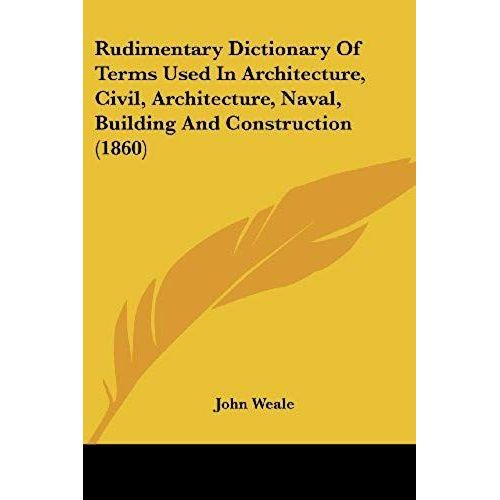 Rudimentary Dictionary Of
Terms Used In Architecture,
Civil, Architecture, Naval,
Building And Construction
(1860)
John Weale